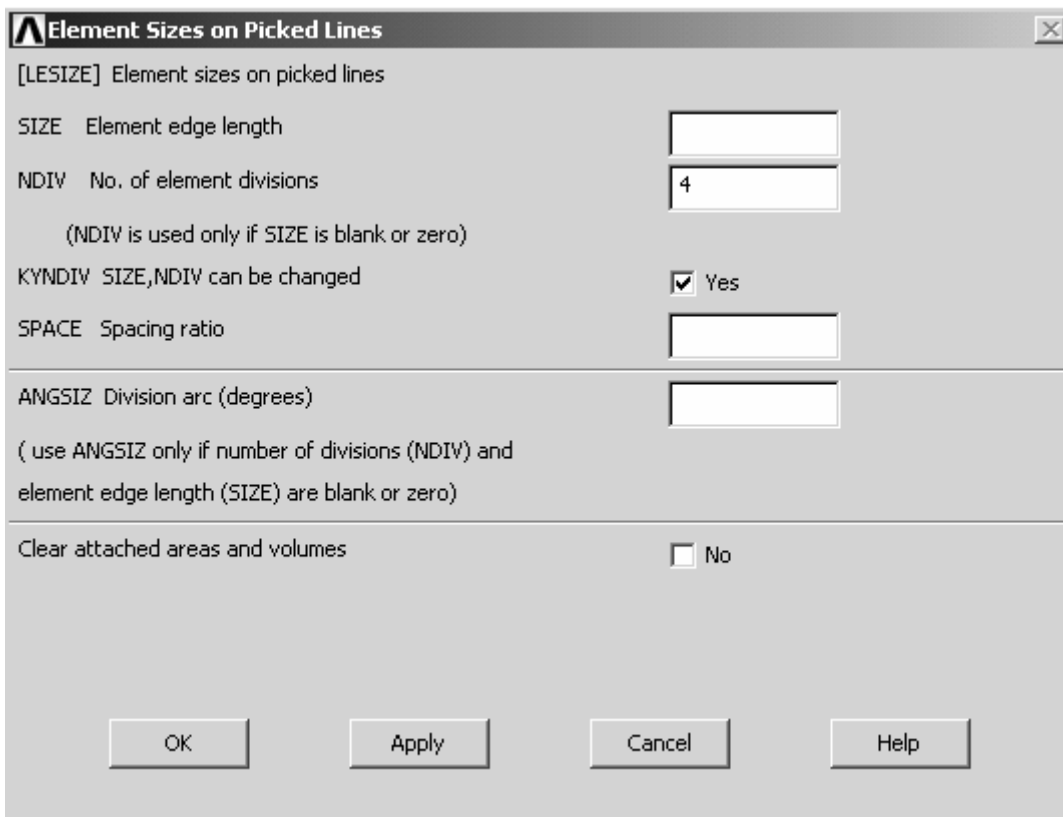 Element Sizes on Picked Lines
[LESIZE] Element sizes on picked lines
SIZE Element edge length
NDIV No. of element divisions 4
(NDIV is used only if SIZE is blank or zero)
KYNDIV SIZE,NDIV can be changed Yes
SPACE Spacing ratio
ANGSIZ Division arc (degrees)
( use ANGSIZ only if number of divisions (NDIV) and
element edge length (SIZE) are blank or zero)
Clear attached areas and volumes No
OK Apply Cancel Help